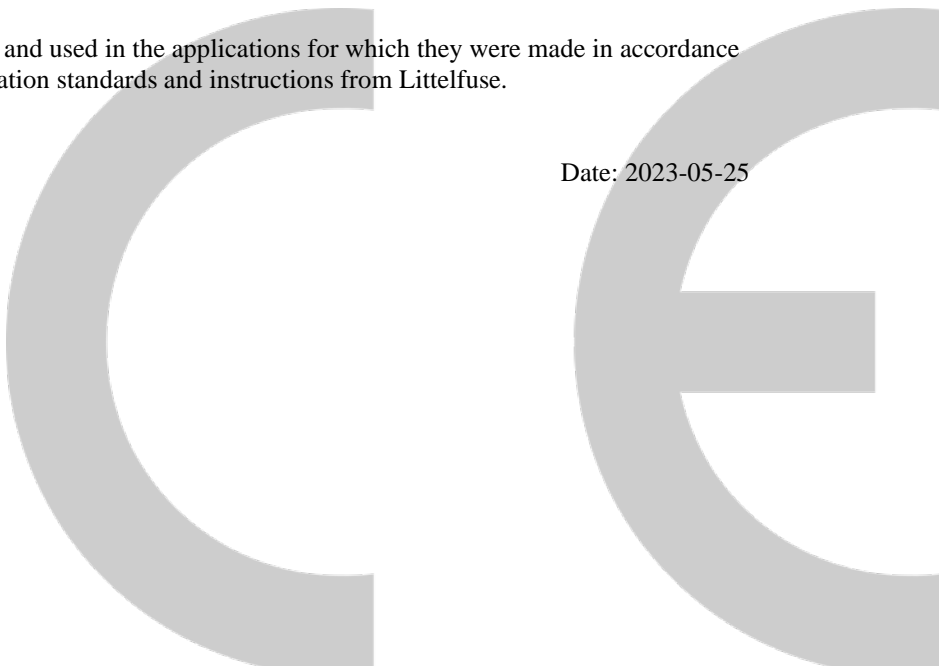 and used in the applications for which they were made in accordance
ation standards and instructions from Littelfuse.
Date: 2023-05-25
CE